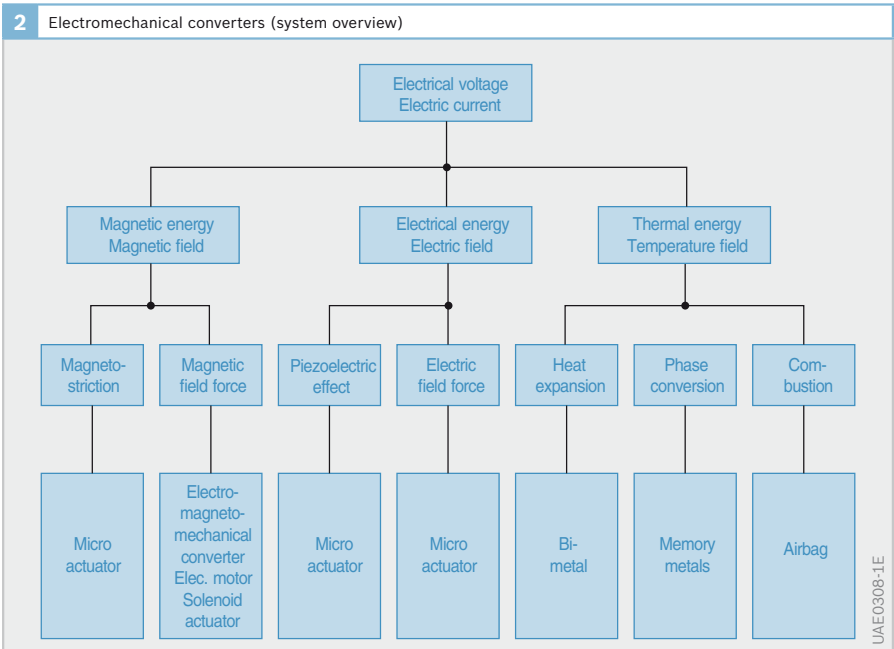 2 Electromechanical converters (system overview)
Electrical voltage
Electric current
Magnetic energy
Magnetic field
Electrical energy
Electric field
Thermal energy
Temperature field
Magneto-
striction
Magnetic
field force
Piezoelectric
effect
Electric
field force
Heat
expansion
Phase
conversion
Com-
bustion
Micro
actuator
Electro-
magneto-
mechanical
converter
Elec. motor
Solenoid
actuator
Micro
actuator
Micro
actuator
Bi-
metal
Memory
metals
Airbag
UAE0308-1E